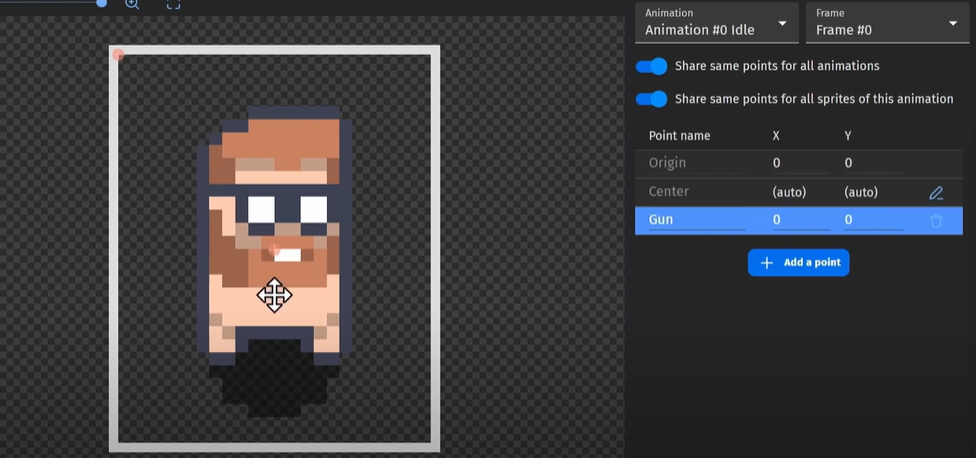 Animation
Animation #0 Idle
Frame
Frame #0
Share same points for all animations
Share same points for all sprites of this animation
Point name X Y
Origin 0 0
Center (auto) (auto)
Gun 0 0
Add a point